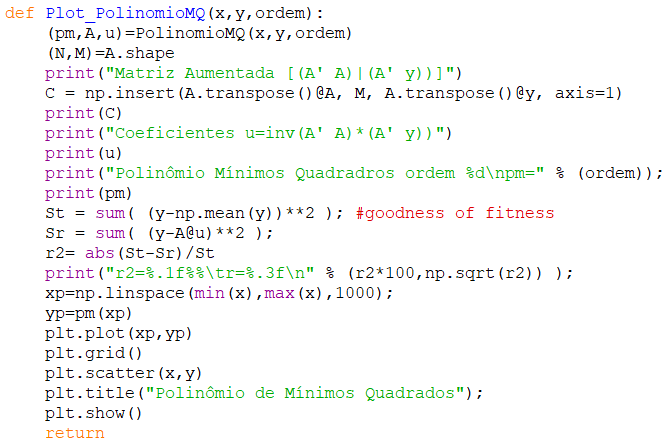 def Plot_PolinomioMQ(x,y,ordem):
    (pm,A,u)=PolinomioMQ(x,y,ordem)
    (N,M)=A.shape
    print("Matriz Aumentada [(A' A)|(A' y))]")
    C = np.insert(A.transpose()@A, M, A.transpose()@y, axis=1)
    print(C)
    print("Coeficientes u=inv(A' A)*(A' y))")
    print(u)
    print("Polinômio Mínimos Quadradros ordem %d\npm=" % (ordem));
    print(pm)
    St = sum( (y-np.mean(y))**2 ); #goodness of fitness
    Sr = sum( (y-A@u)**2 );
    r2= abs(St-Sr)/St
    print("r2=%.1f%%\tr=%.3f\n" % (r2*100,np.sqrt(r2)) );
    xp=np.linspace(min(x),max(x),1000);
    yp=pm(xp)
    plt.plot(xp,yp)
    plt.grid()
    plt.scatter(x,y)
    plt.title("Polinômio de Mínimos Quadrados");
    plt.show()
    return